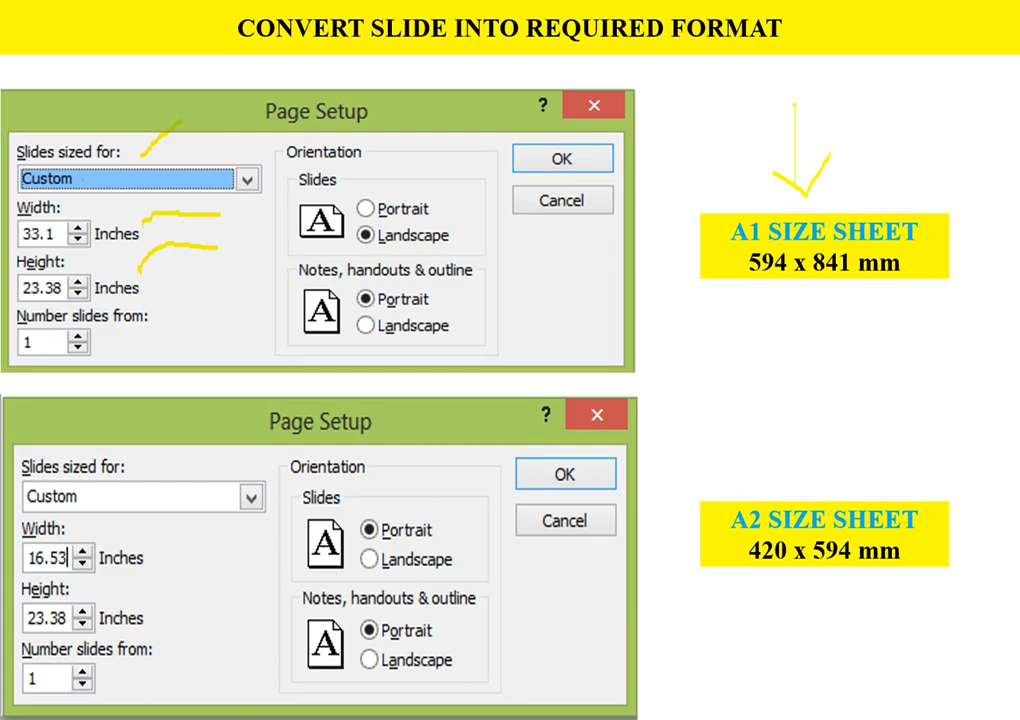 CONVERT SLIDE INTO REQUIRED FORMAT
Page Setup
?
Slides sized for:
Custom
Width:
33.1 Inches
Height:
23.38 Inches
Number slides from:
1
Orientation
Slides
A
Portrait
Landscape
Notes, handouts & outline
A
Portrait
Landscape
OK
Cancel
A1 SIZE SHEET
594 x 841 mm
Page Setup
?
Slides sized for:
Custom
Width:
16.53 Inches
Height:
23.38 Inches
Number slides from:
1
Orientation
Slides
A
Portrait
Landscape
Notes, handouts & outline
A
Portrait
Landscape
OK
Cancel
A2 SIZE SHEET
420 x 594 mm